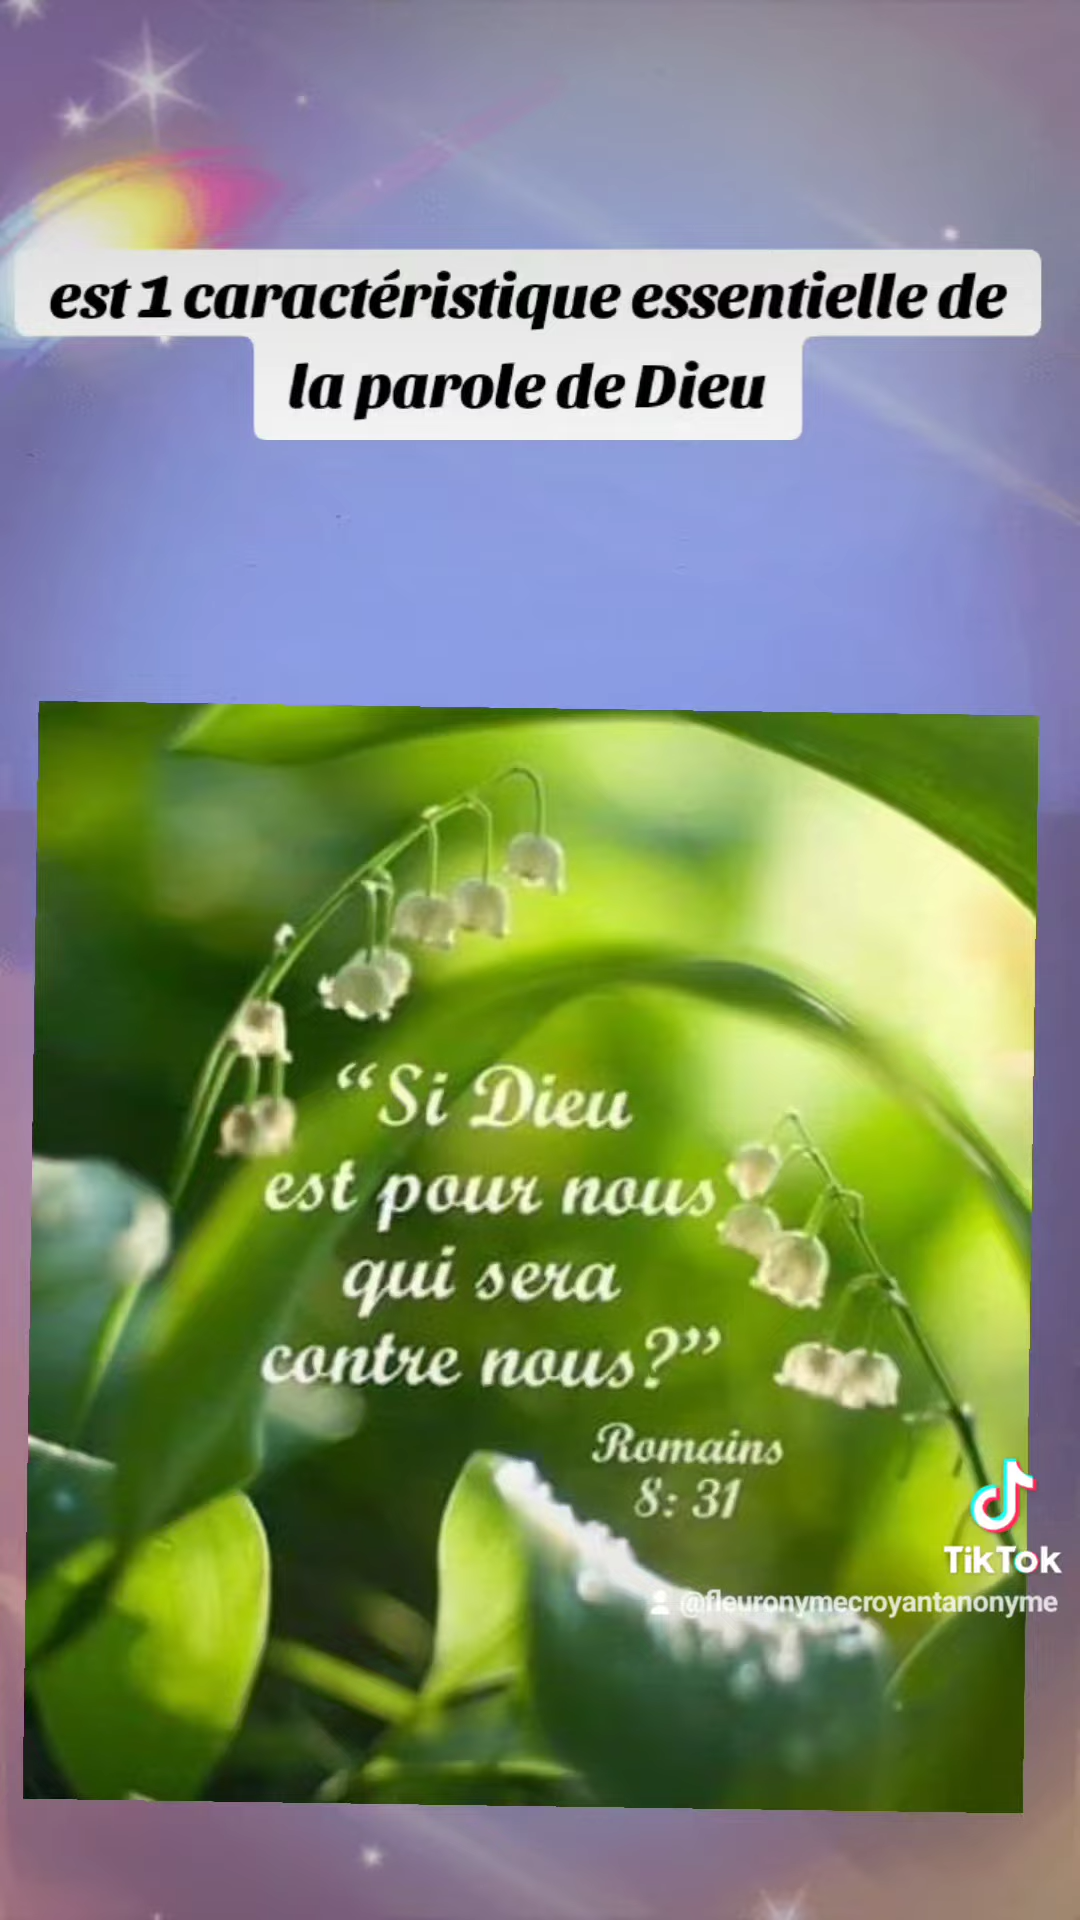 est 1 caractéristique essentielle de
la parole de Dieu
“Si Dieu
est pour nous
qui sera
contre nous?”
Romains
8: 31
TikTok
@fleuronymecroyantanonyme